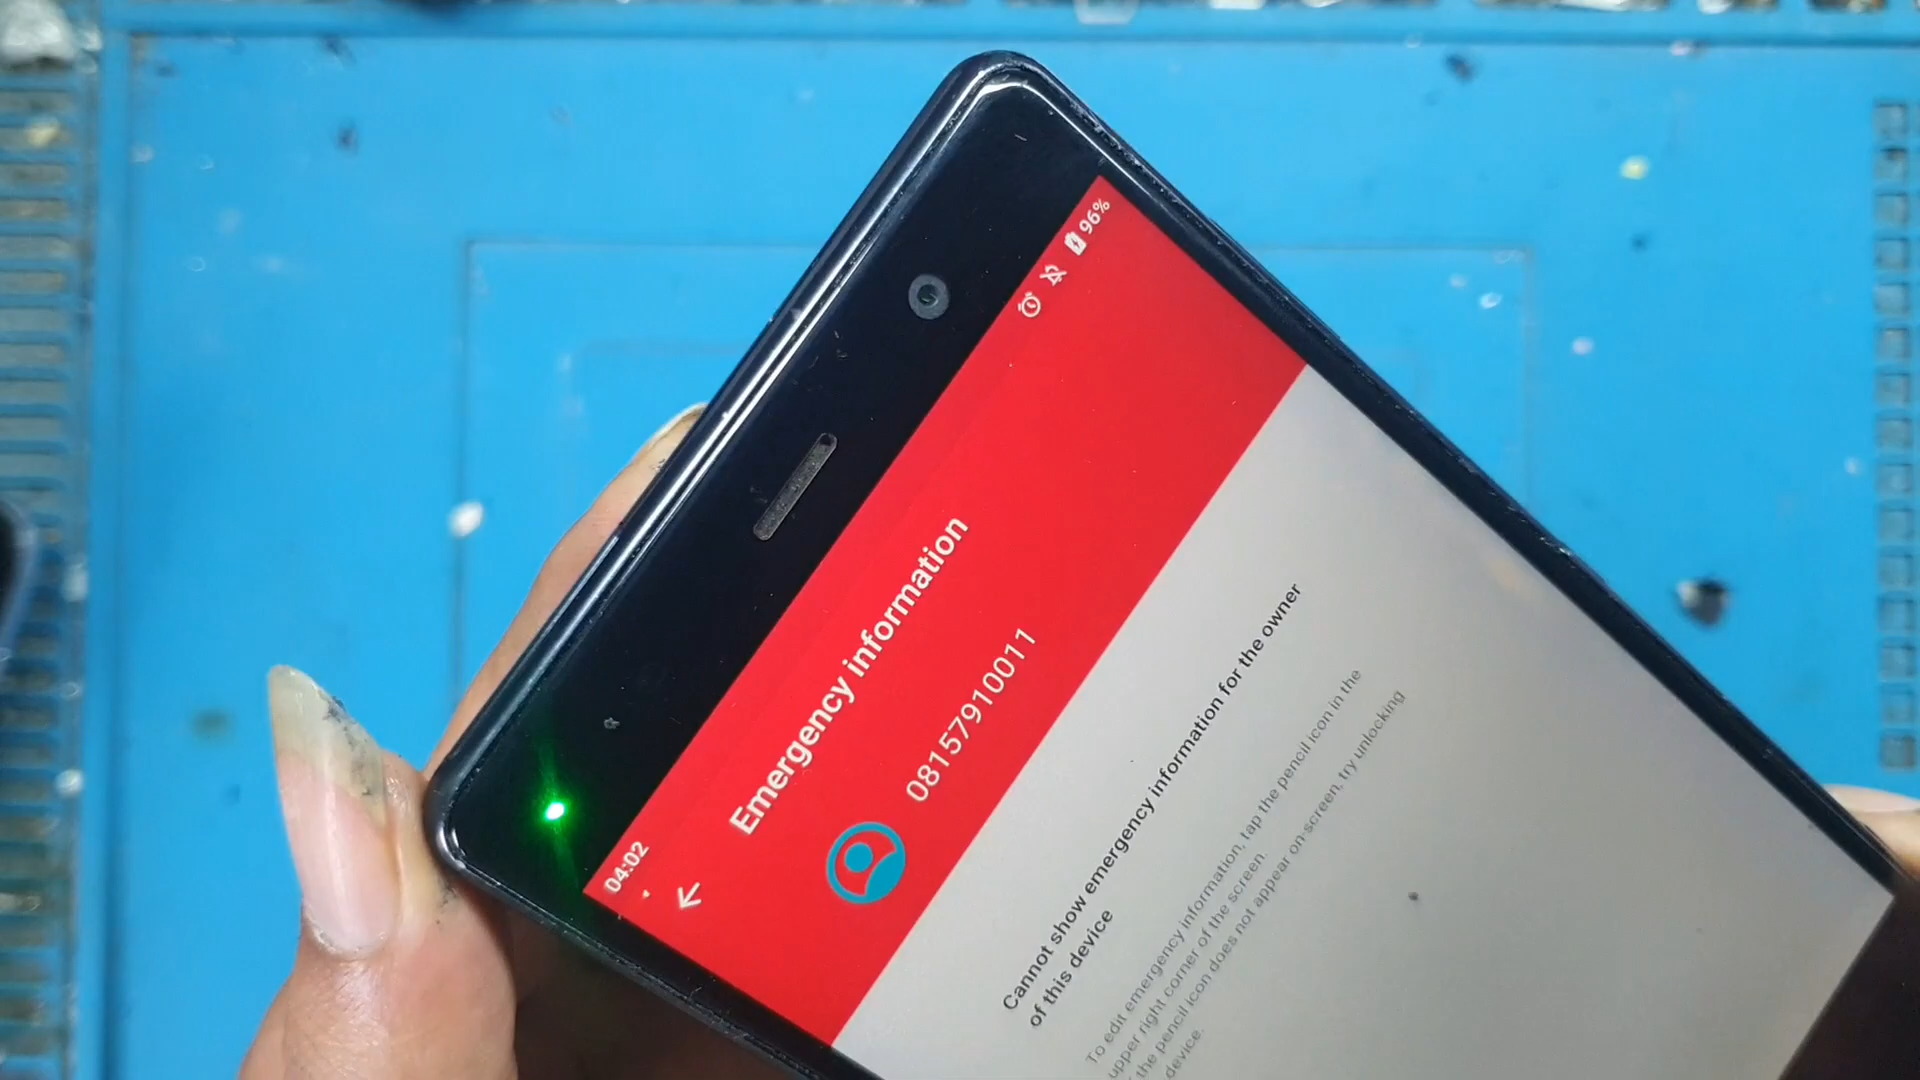 04:02
96%
Emergency information
08157910011
Cannot show emergency information for the owner
of this device
To edit emergency information, tap the pencil icon in the
upper right corner of the screen.
the pencil icon does not appear on-screen, try unlocking
device.